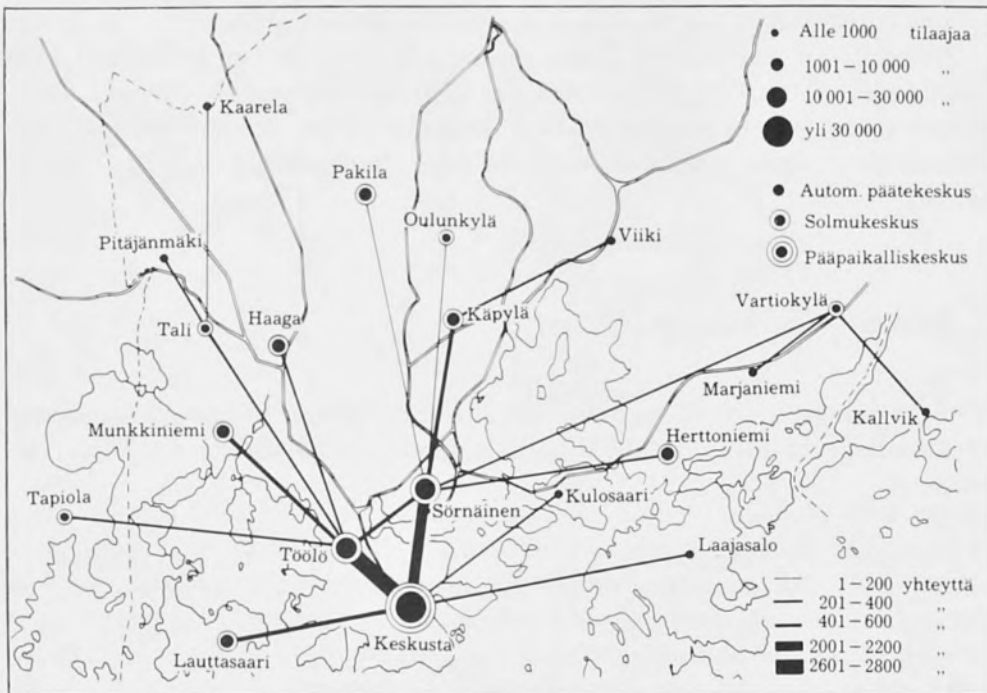 Alle 1000 tilaajaa
1001–10 000 ,,
10 001–30 000 ,,
yli 30 000
Autom. päätekeskus
Solmukeskus
Pääpaikalliskeskus
Kaarela
Pakila
Oulunkylä
Viiki
Pitäjänmäki
Vartiokylä
Käpylä
Haaga
Tali
Marjaniemi
Kallvik
Munkkiniemi
Herttoniemi
Kulosaari
Tapiola
Sörnäinen
Töölö
Laajasalo
Keskusta
Lauttasaari
1–200 yhteyttä
201–400 ,,
401–600 ,,
2001–2200 ,,
2601–2800 ,,